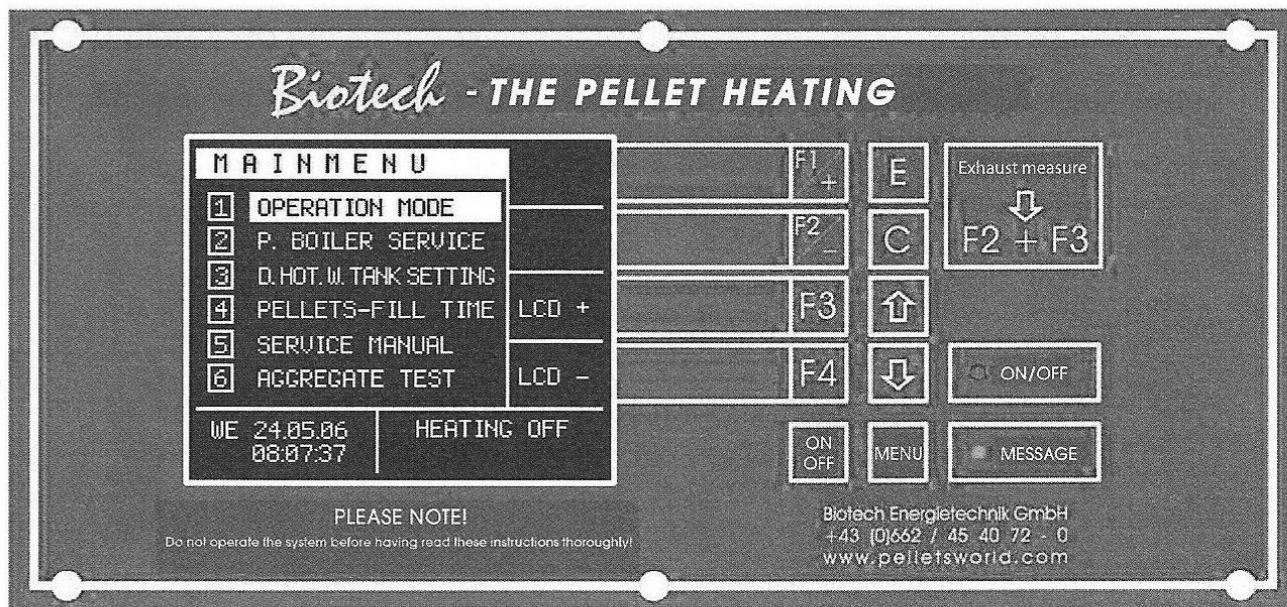 Biotech - THE PELLET HEATING
MAINMENU
1 OPERATION MODE
2 P. BOILER SERVICE
3 D.HOT.W.TANK SETTING
4 PELLETS-FILL TIME
5 SERVICE MANUAL
6 AGGREGATE TEST
LCD +
LCD -
WE 24.05.06
08:07:37
HEATING OFF
F1 +
F2 -
F3
F4
ON
OFF
E
C
MENU
Exhaust measure
F2 + F3
ON/OFF
MESSAGE
PLEASE NOTE!
Do not operate the system before having read these instructions thoroughly!
Biotech Energietechnik GmbH
+43 (0)662 / 45 40 72 - 0
www.pelletsworld.com